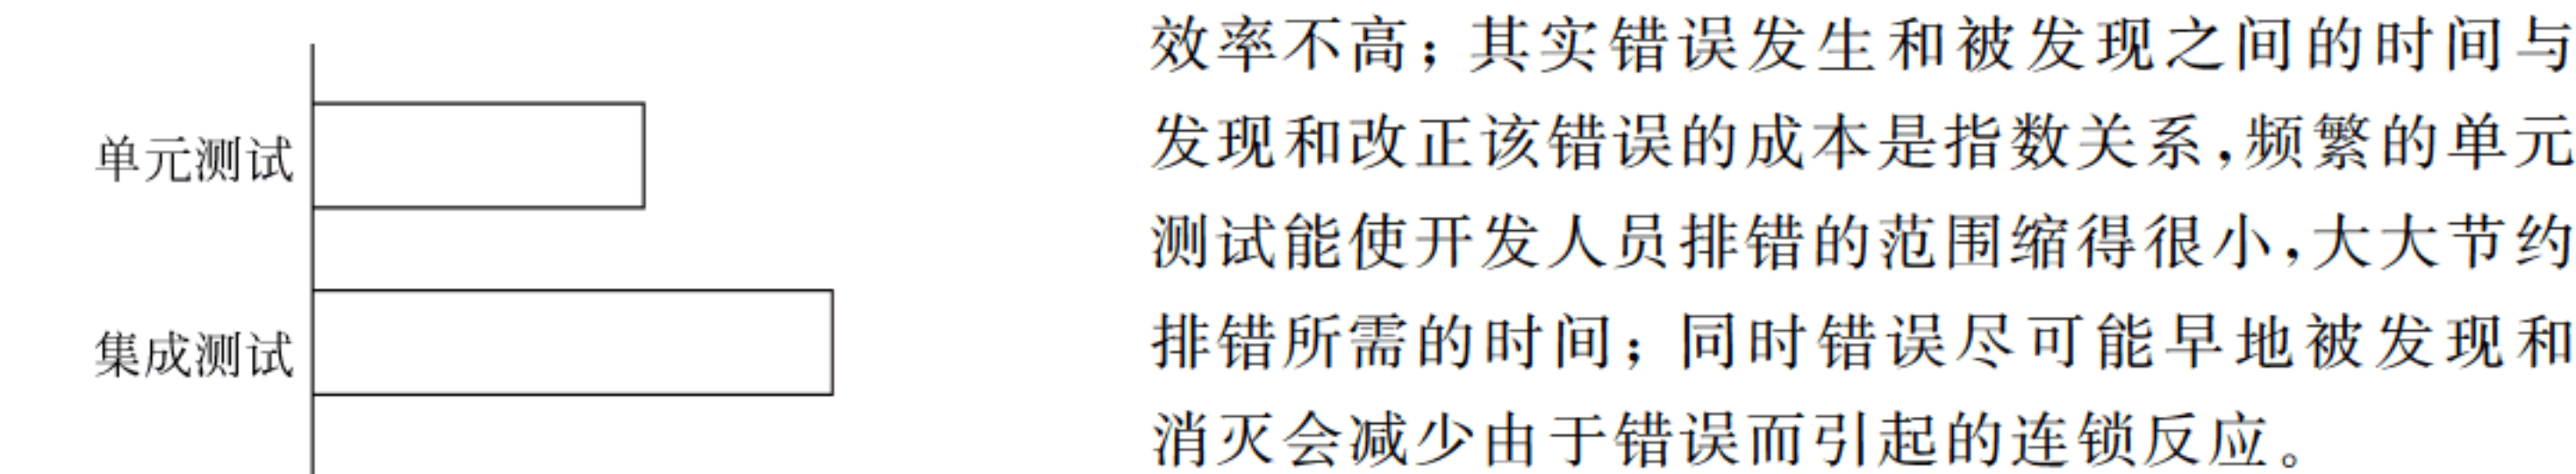 单元测试
集成测试
效率不高；其实错误发生和被发现之间的时间与
发现和改正该错误的成本是指数关系，频繁的单元
测试能使开发人员排错的范围缩得很小，大大节约
排错所需的时间；同时错误尽可能早地被发现和
消灭会减少由于错误而引起的连锁反应。